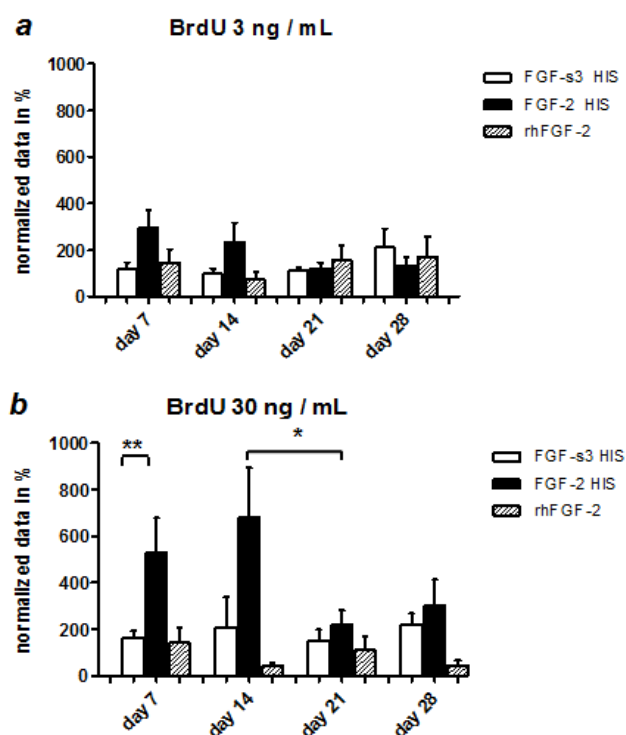 a
BrdU 3 ng / mL
normalized data in %
1000
800
600
400
200
0
day 7
day 14
day 21
day 28
FGF-s3 HIS
FGF-2 HIS
rhFGF-2
b
BrdU 30 ng / mL
normalized data in %
1000
800
600
400
200
0
**
*
day 7
day 14
day 21
day 28
FGF-s3 HIS
FGF-2 HIS
rhFGF-2